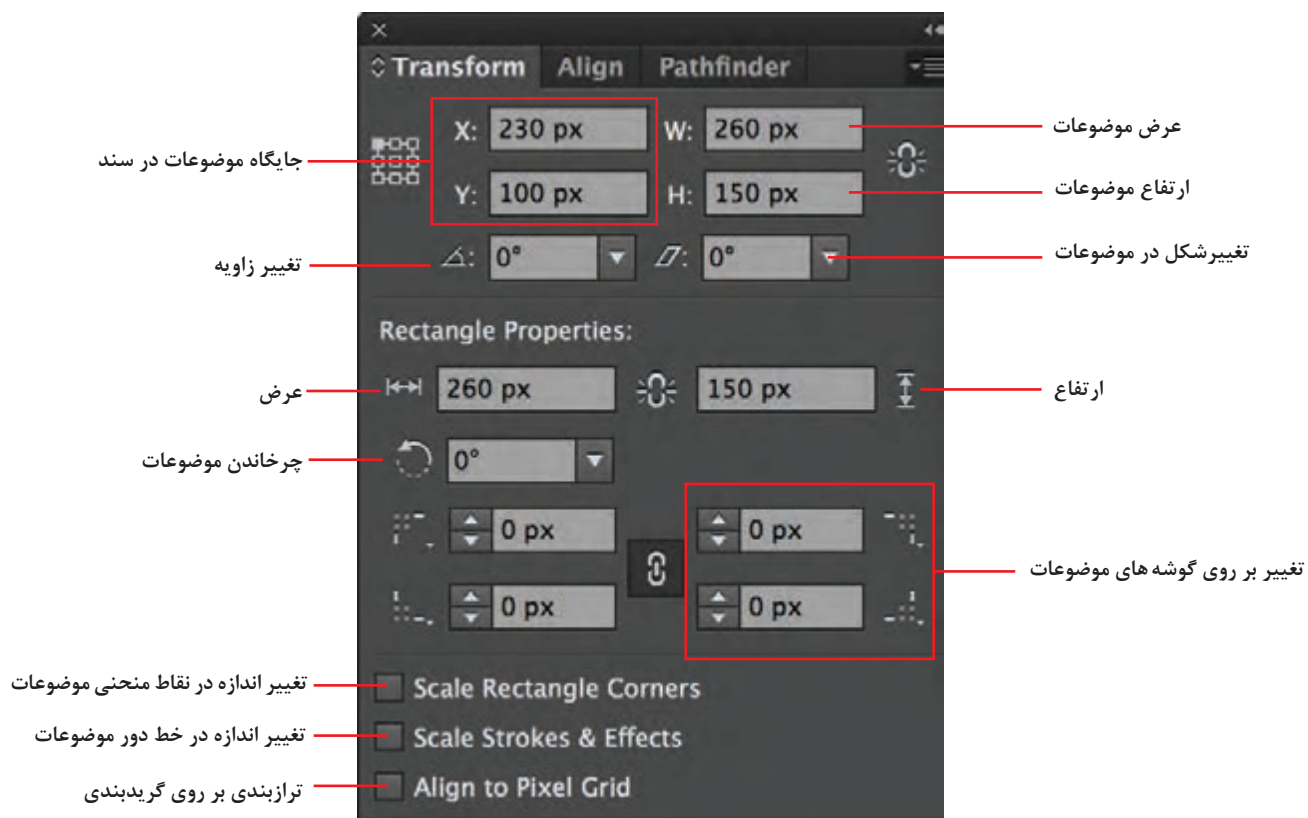 Transform Align Pathfinder
X: 230 px W: 260 px
عرض موضوعات
جایگاه موضوعات در سند
Y: 100 px H: 150 px
ارتفاع موضوعات
0° 0°
تغییرشکل در موضوعات
تغییر زاویه
Rectangle Properties:
260 px 150 px
عرض
ارتفاع
0°
چرخاندن موضوعات
0 px 0 px
تغییر بر روی گوشه های موضوعات
0 px 0 px
Scale Rectangle Corners
تغییر اندازه در نقاط منحنی موضوعات
Scale Strokes & Effects
تغییر اندازه در خط دور موضوعات
Align to Pixel Grid
ترازبندی بر روی گریدبندی